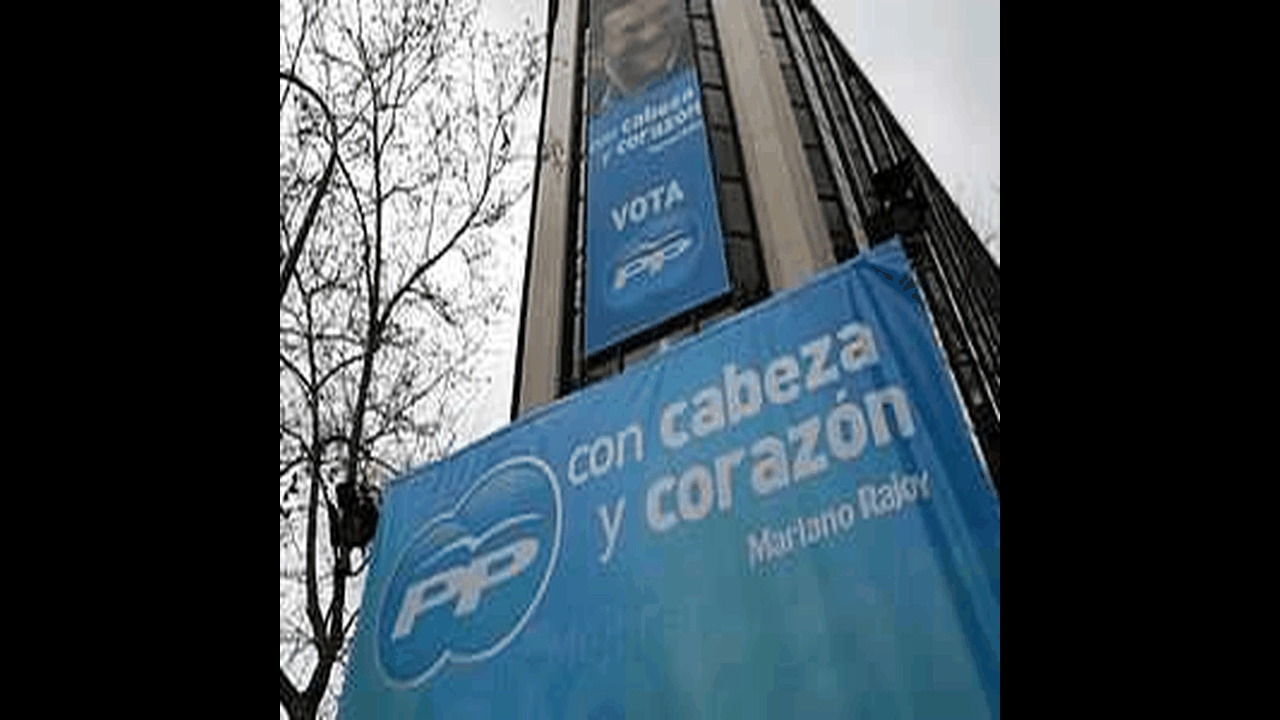 con cabeza
y corazón
VOTA
PP
con cabeza
y corazón
Mariano Rajoy
PP